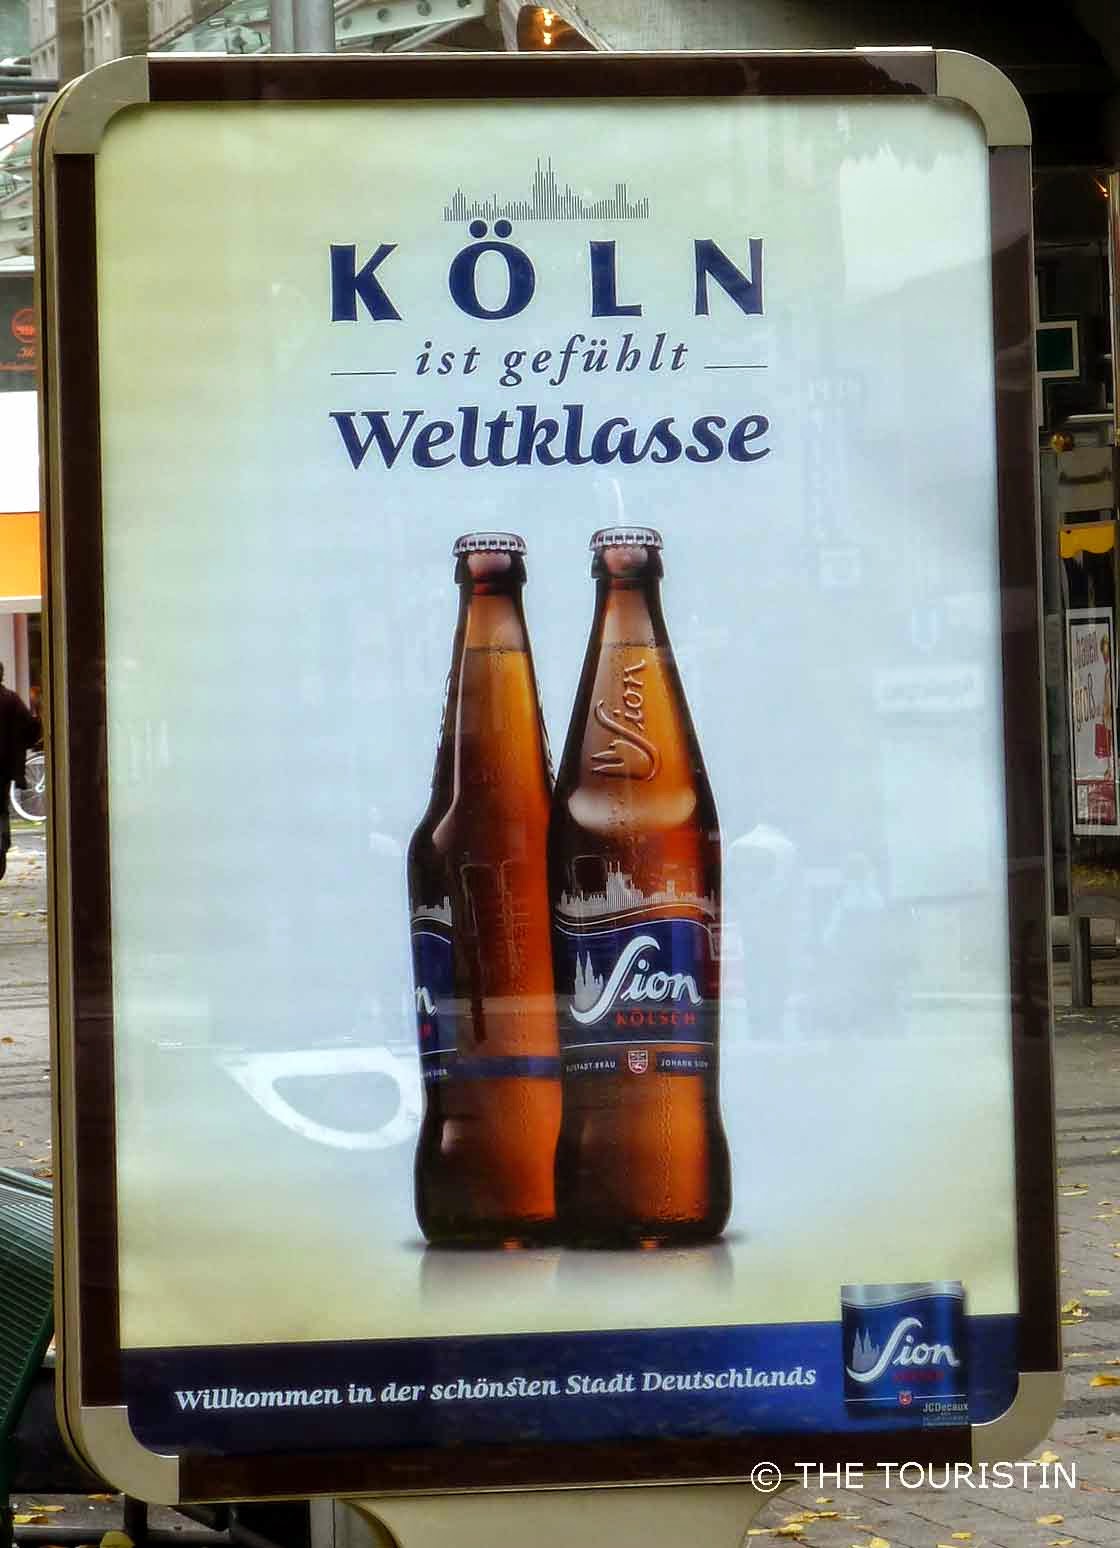 KÖLN
ist gefühlt
Weltklasse
Sion
Sion
KÖLSCH
JOHANN SION
Willkommen in der schönsten Stadt Deutschlands
Sion
JCDecaux
© THE TOURISTIN